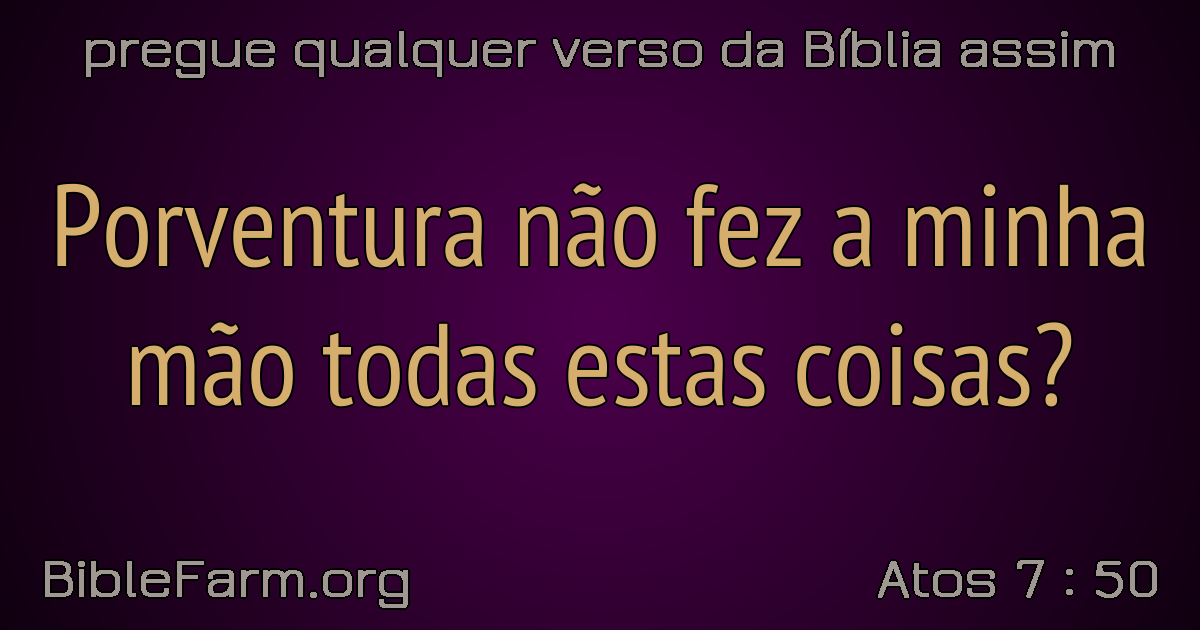 pregue qualquer verso da Bíblia assim
Porventura não fez a minha
mão todas estas coisas?
BibleFarm.org
Atos 7 : 50